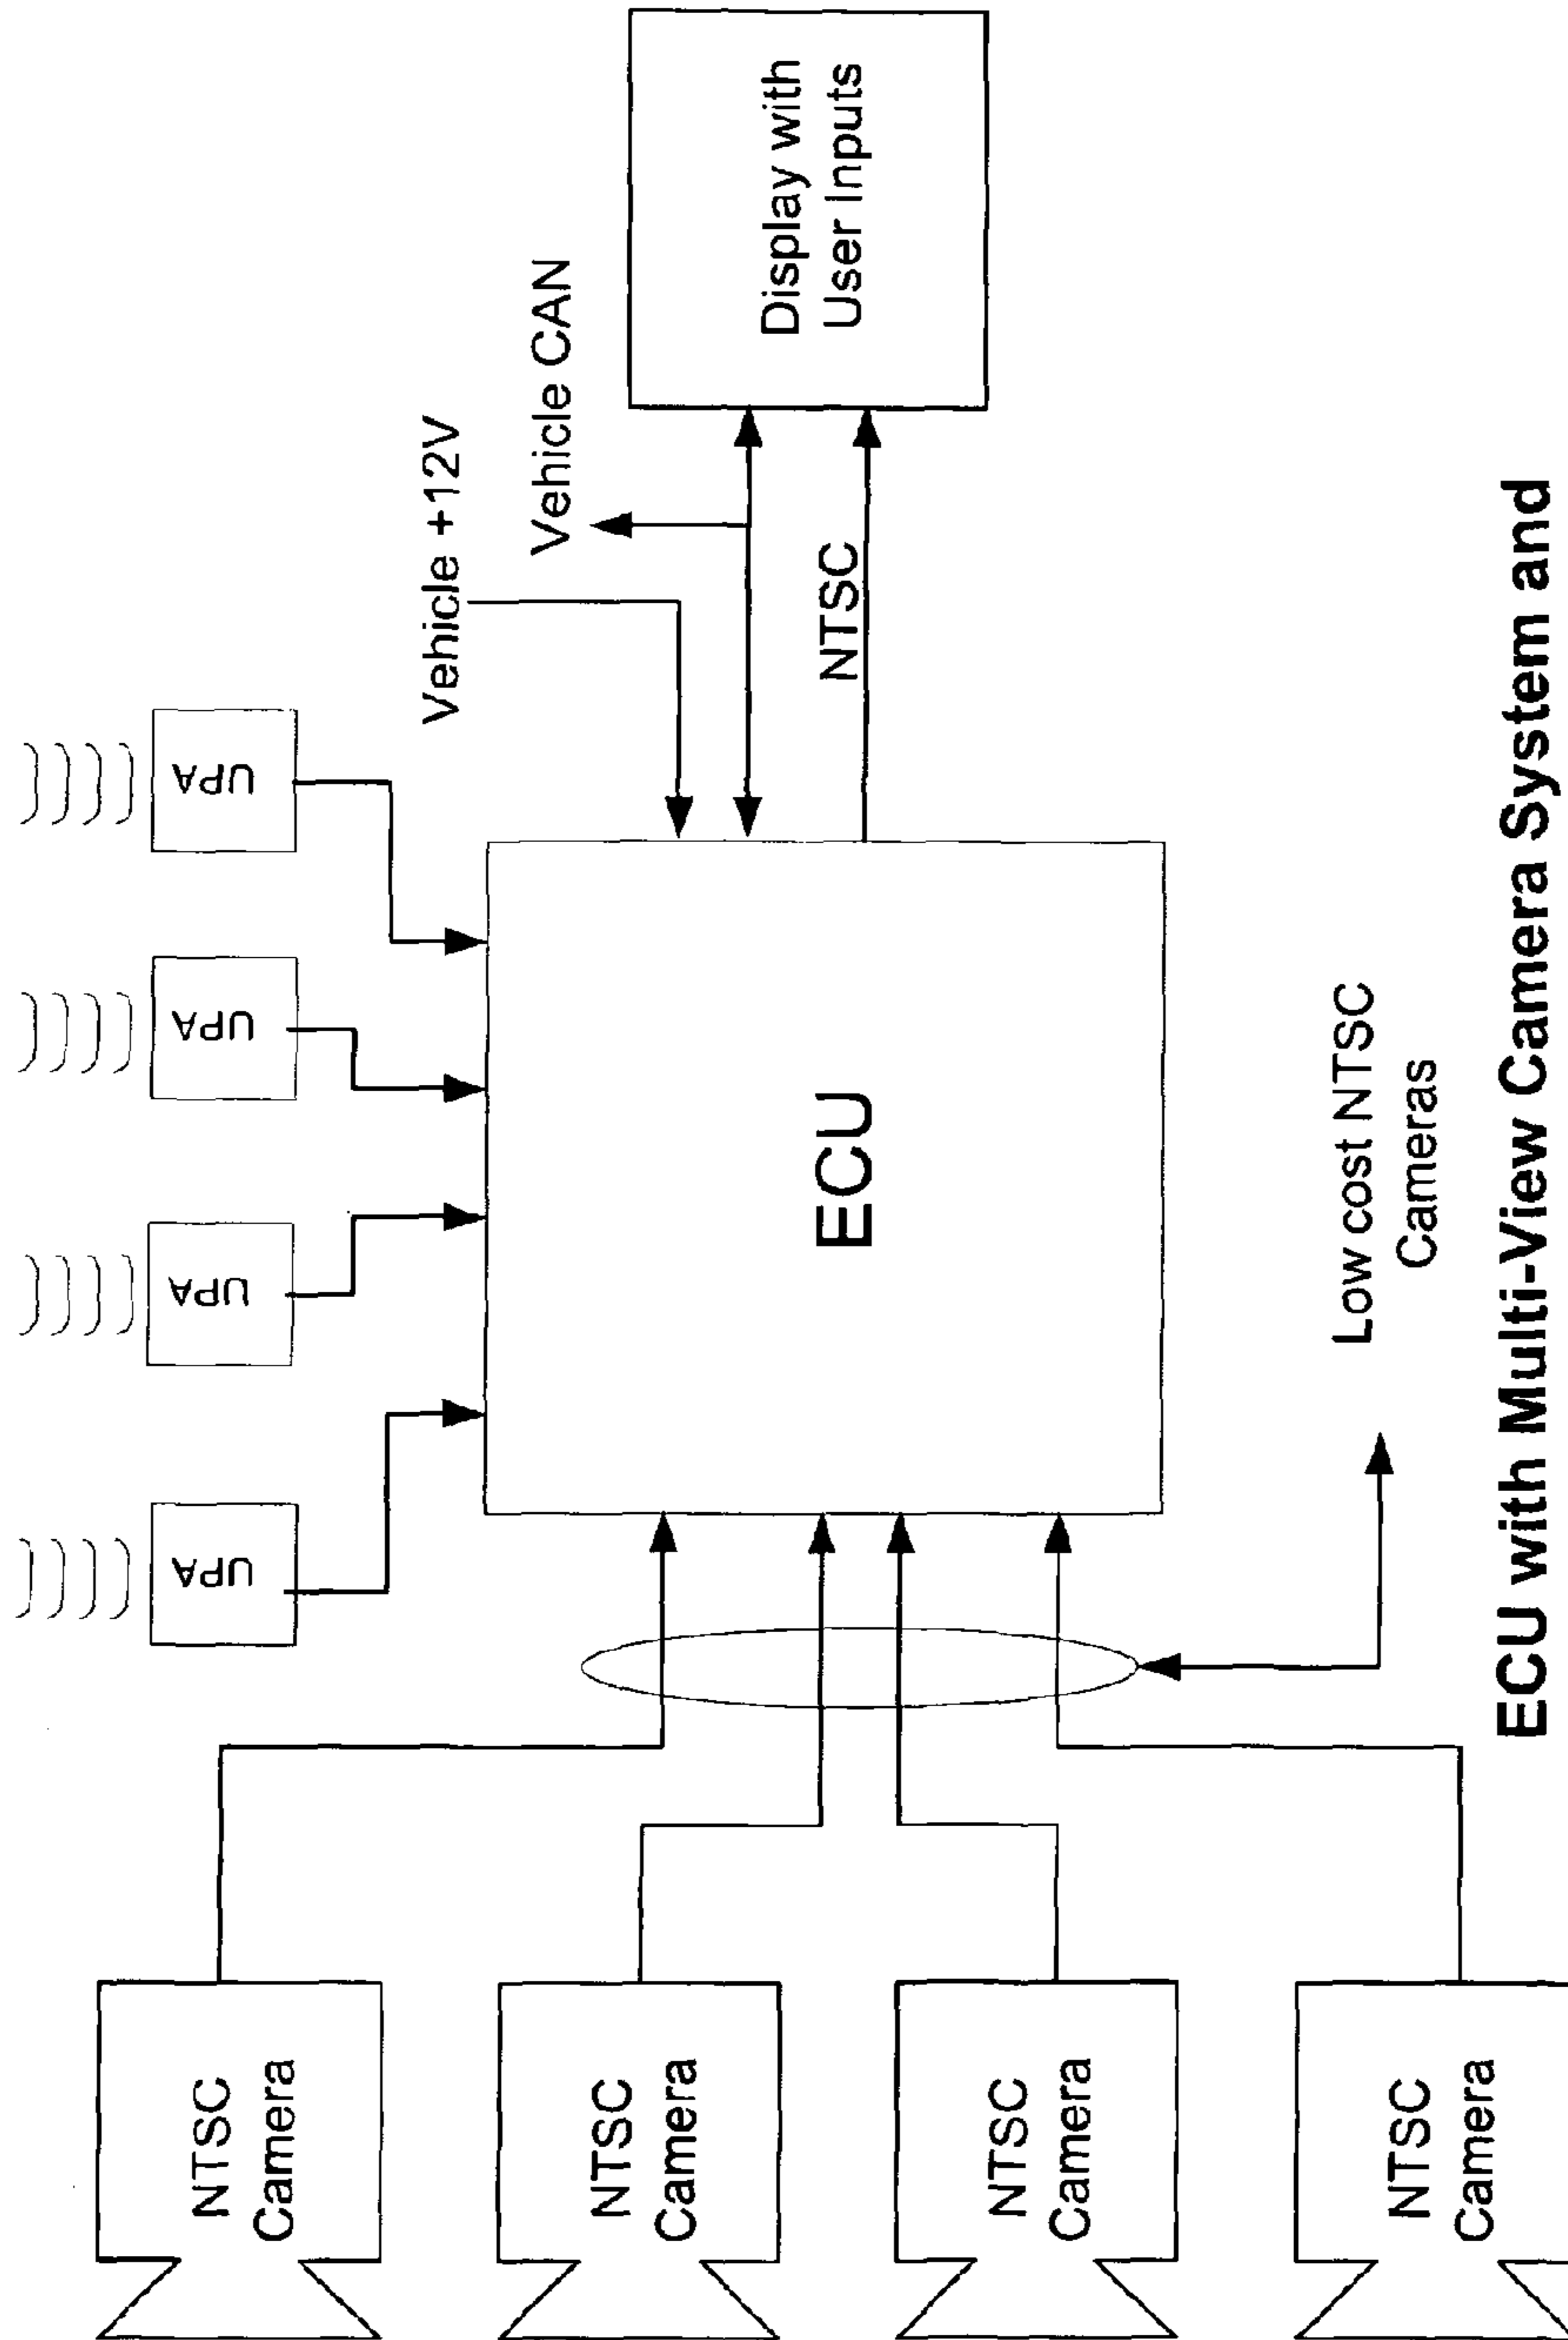 UPA
UPA
UPA
UPA
Vehicle +12V
Vehicle CAN
NTSC
Camera
NTSC
Camera
NTSC
Camera
NTSC
Camera
ECU
NTSC
Display with
User Inputs
Low cost NTSC
Cameras
ECU with Multi-View Camera System and